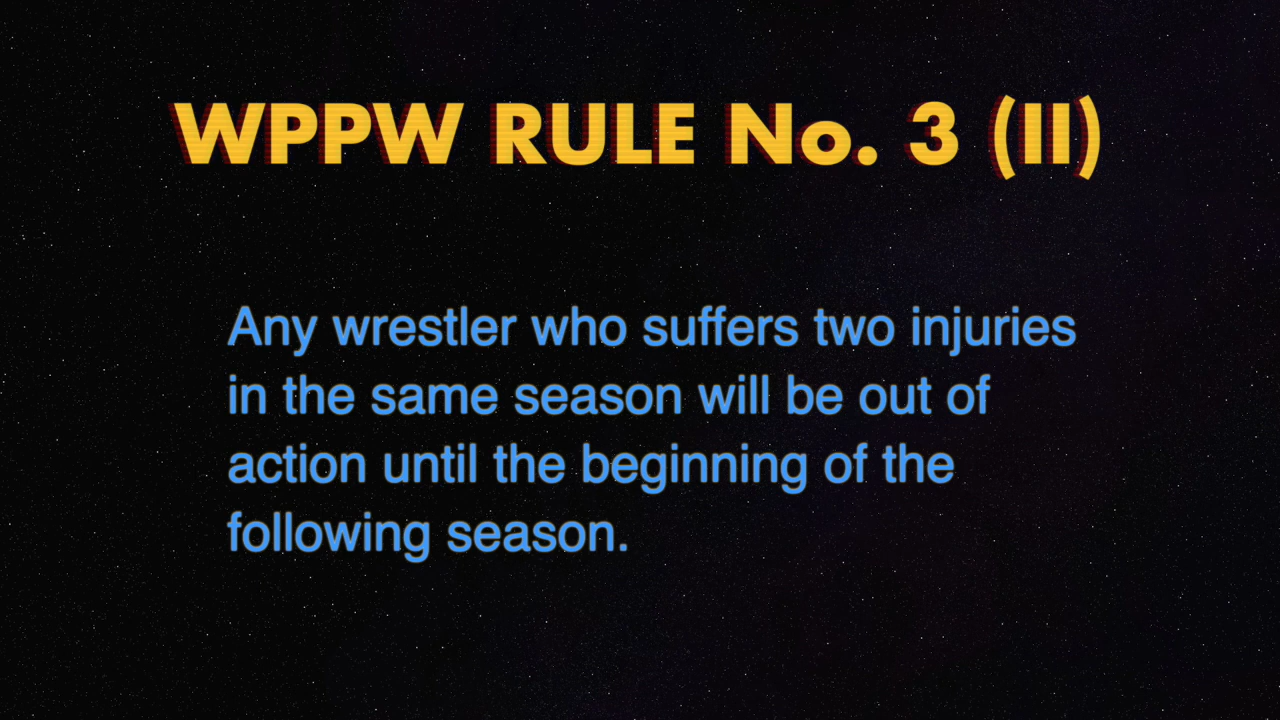 WPPW RULE No. 3 (II)
Any wrestler who suffers two injuries
in the same season will be out of
action until the beginning of the
following season.